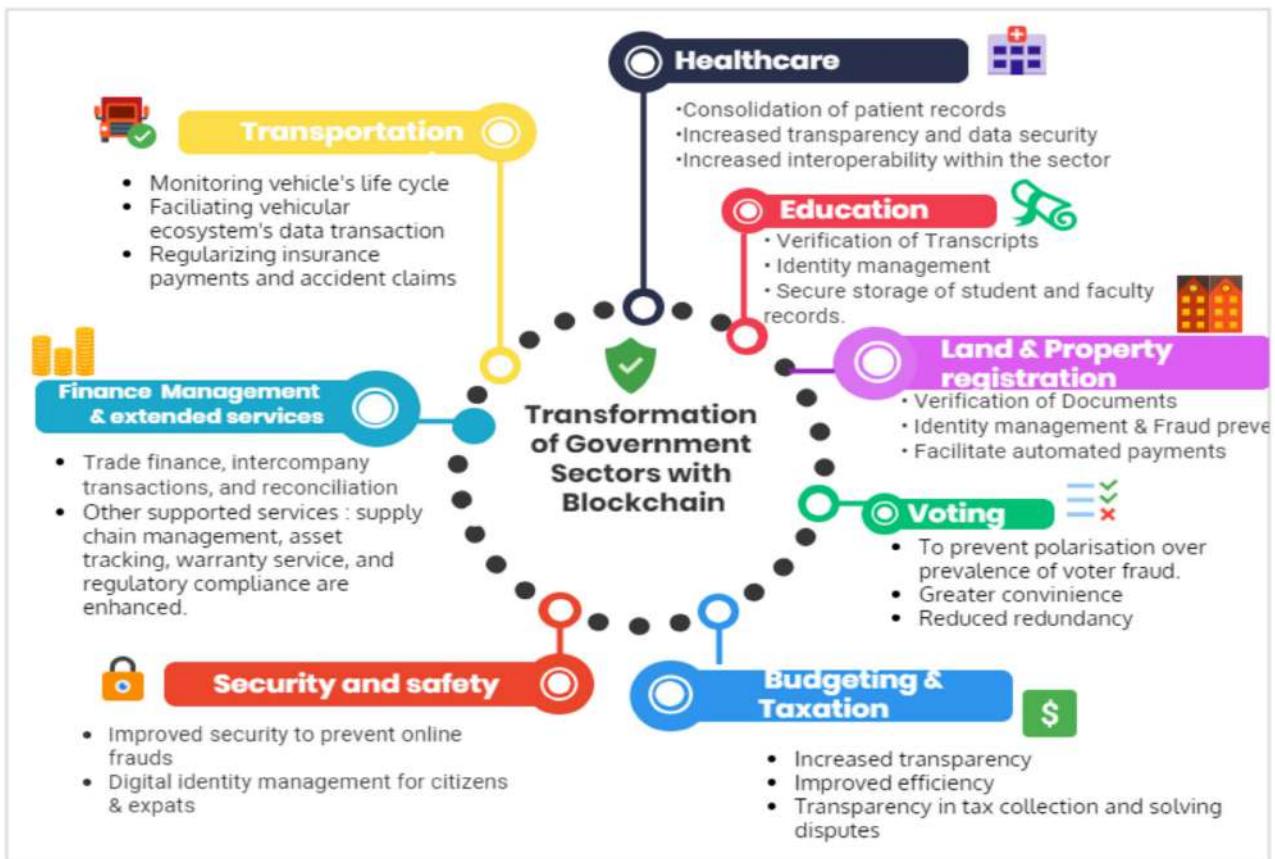 Healthcare
•Consolidation of patient records
•Increased transparency and data security
•Increased interoperability within the sector
Transportation
• Monitoring vehicle's life cycle
• Faciliating vehicular
ecosystem's data transaction
• Regularizing insurance
payments and accident claims
Education
• Verification of Transcripts
• Identity management
• Secure storage of student and faculty
records.
Land & Property
registration
• Verification of Documents
• Identity management & Fraud preve
• Facilitate automated payments
Finance Management
& extended services
• Trade finance, intercompany
transactions, and reconciliation
• Other supported services : supply
chain management, asset
tracking, warranty service, and
regulatory compliance are
enhanced.
Transformation
of Government
Sectors with
Blockchain
Voting
• To prevent polarisation over
prevalence of voter fraud.
• Greater convinience
• Reduced redundancy
Security and safety
• Improved security to prevent online
frauds
• Digital identity management for citizens
& expats
Budgeting &
Taxation
$
• Increased transparency
• Improved efficiency
• Transparency in tax collection and solving
disputes